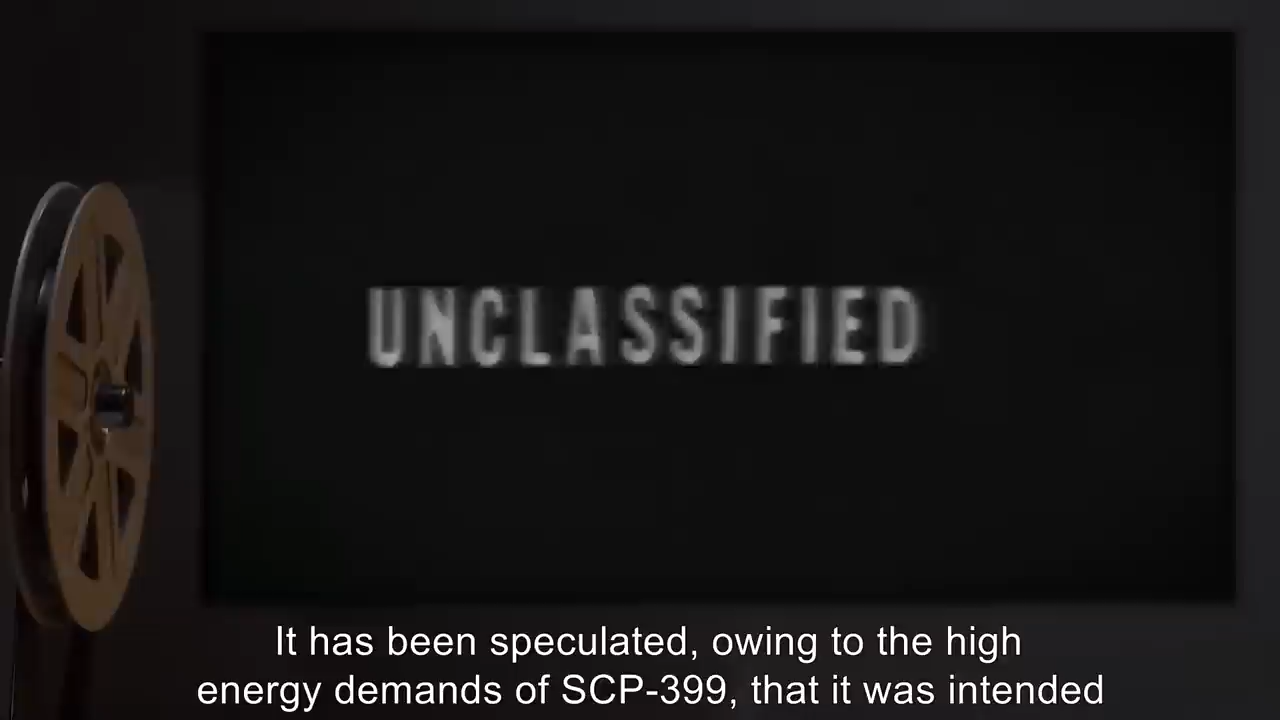 UNCLASSIFIED
It has been speculated, owing to the high
energy demands of SCP-399, that it was intended